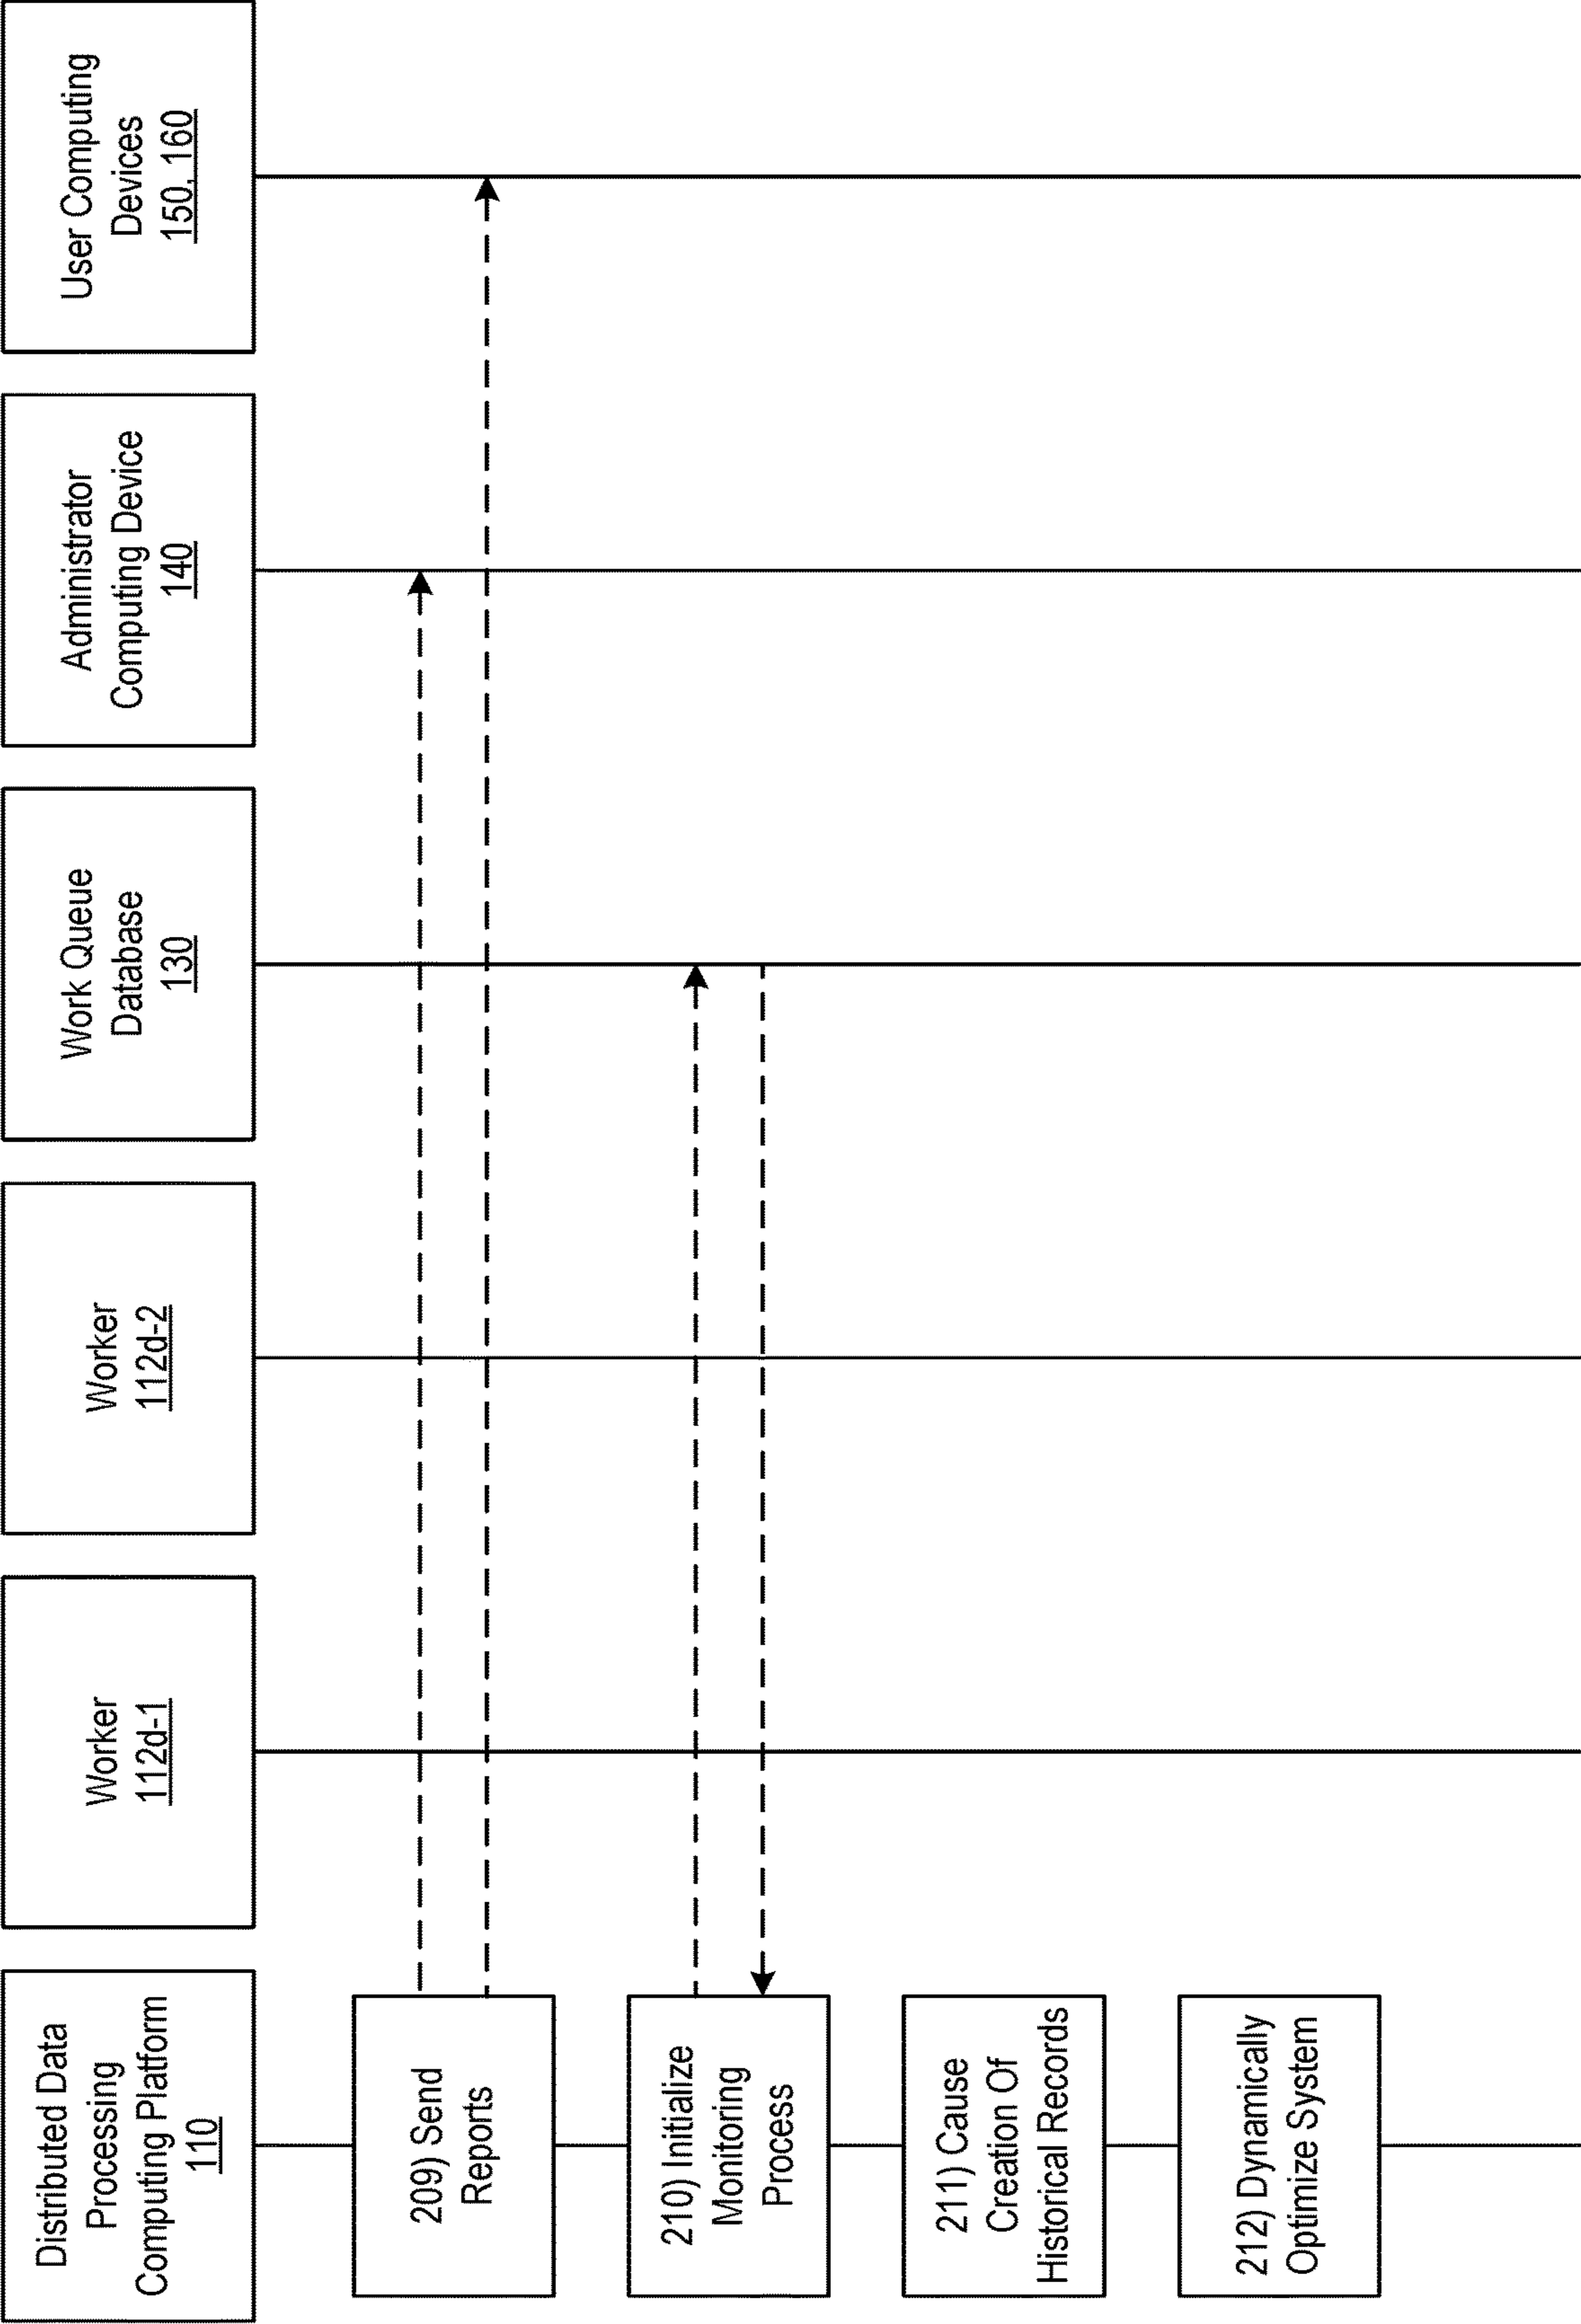 Distributed Data
Processing
Computing Platform
110
Worker
112d-1
Worker
112d-2
Work Queue
Database
130
Administrator
Computing Device
140
User Computing
Devices
150, 160
209) Send
Reports
210) Initialize
Monitoring
Process
211) Cause
Creation Of
Historical Records
212) Dynamically
Optimize System